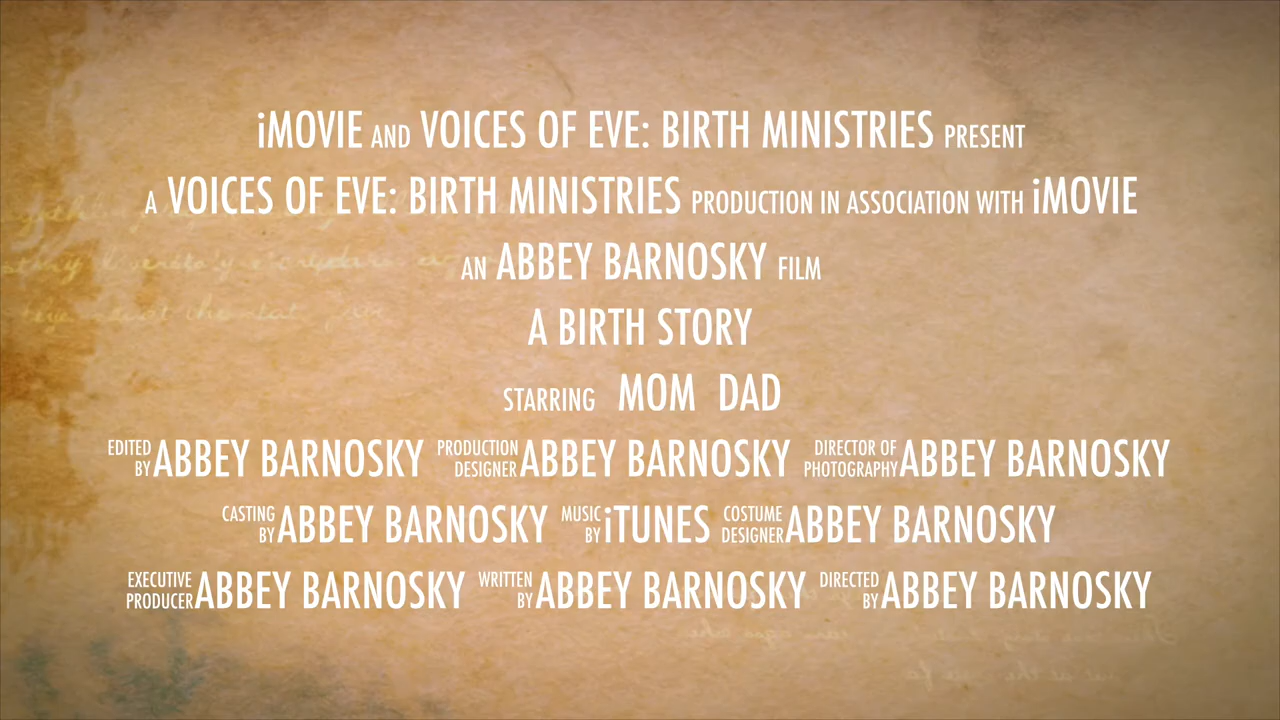 iMOVIE AND VOICES OF EVE: BIRTH MINISTRIES PRESENT
A VOICES OF EVE: BIRTH MINISTRIES PRODUCTION IN ASSOCIATION WITH iMOVIE
AN ABBEY BARNOSKY FILM
A BIRTH STORY
STARRING MOM DAD
EDITED BY ABBEY BARNOSKY PRODUCTION DESIGNER ABBEY BARNOSKY DIRECTOR OF PHOTOGRAPHY ABBEY BARNOSKY
CASTING BY ABBEY BARNOSKY MUSIC BY iTUNES COSTUME DESIGNER ABBEY BARNOSKY
EXECUTIVE PRODUCER ABBEY BARNOSKY WRITTEN BY ABBEY BARNOSKY DIRECTED BY ABBEY BARNOSKY